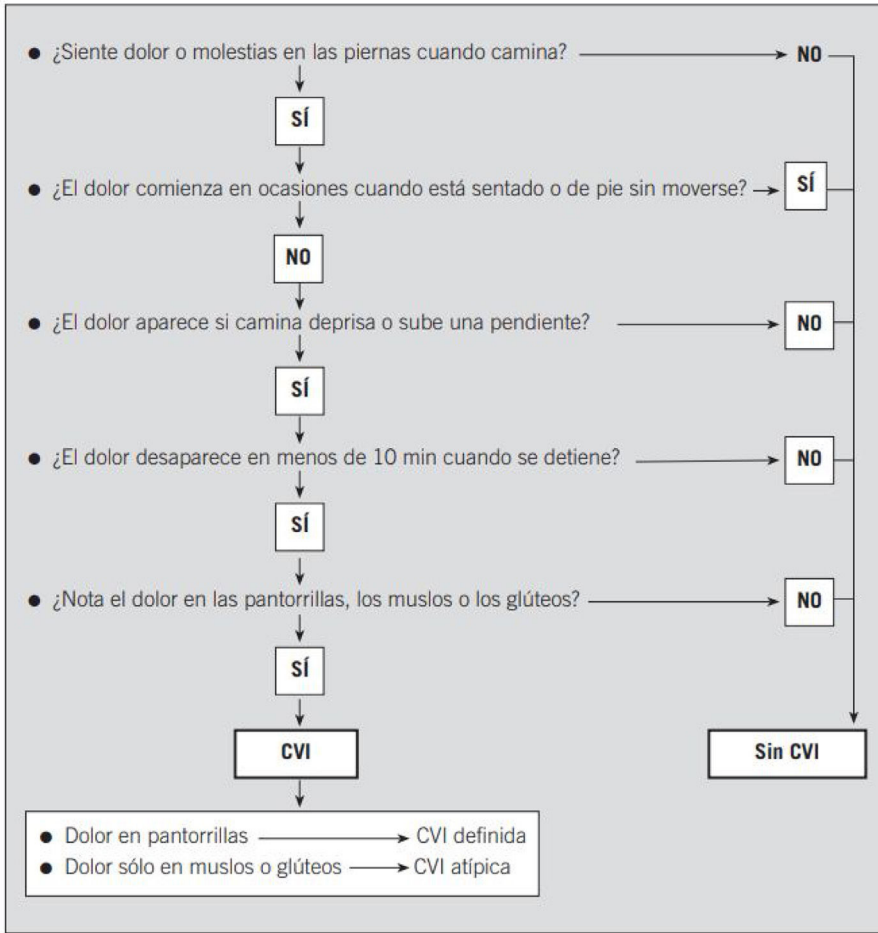 ● ¿Siente dolor o molestias en las piernas cuando camina? NO
SÍ
● ¿El dolor comienza en ocasiones cuando está sentado o de pie sin moverse? SÍ
NO
● ¿El dolor aparece si camina deprisa o sube una pendiente? NO
SÍ
● ¿El dolor desaparece en menos de 10 min cuando se detiene? NO
SÍ
● ¿Nota el dolor en las pantorrillas, los muslos o los glúteos? NO
SÍ
CVI Sin CVI
● Dolor en pantorrillas CVI definida
● Dolor sólo en muslos o glúteos CVI atípica